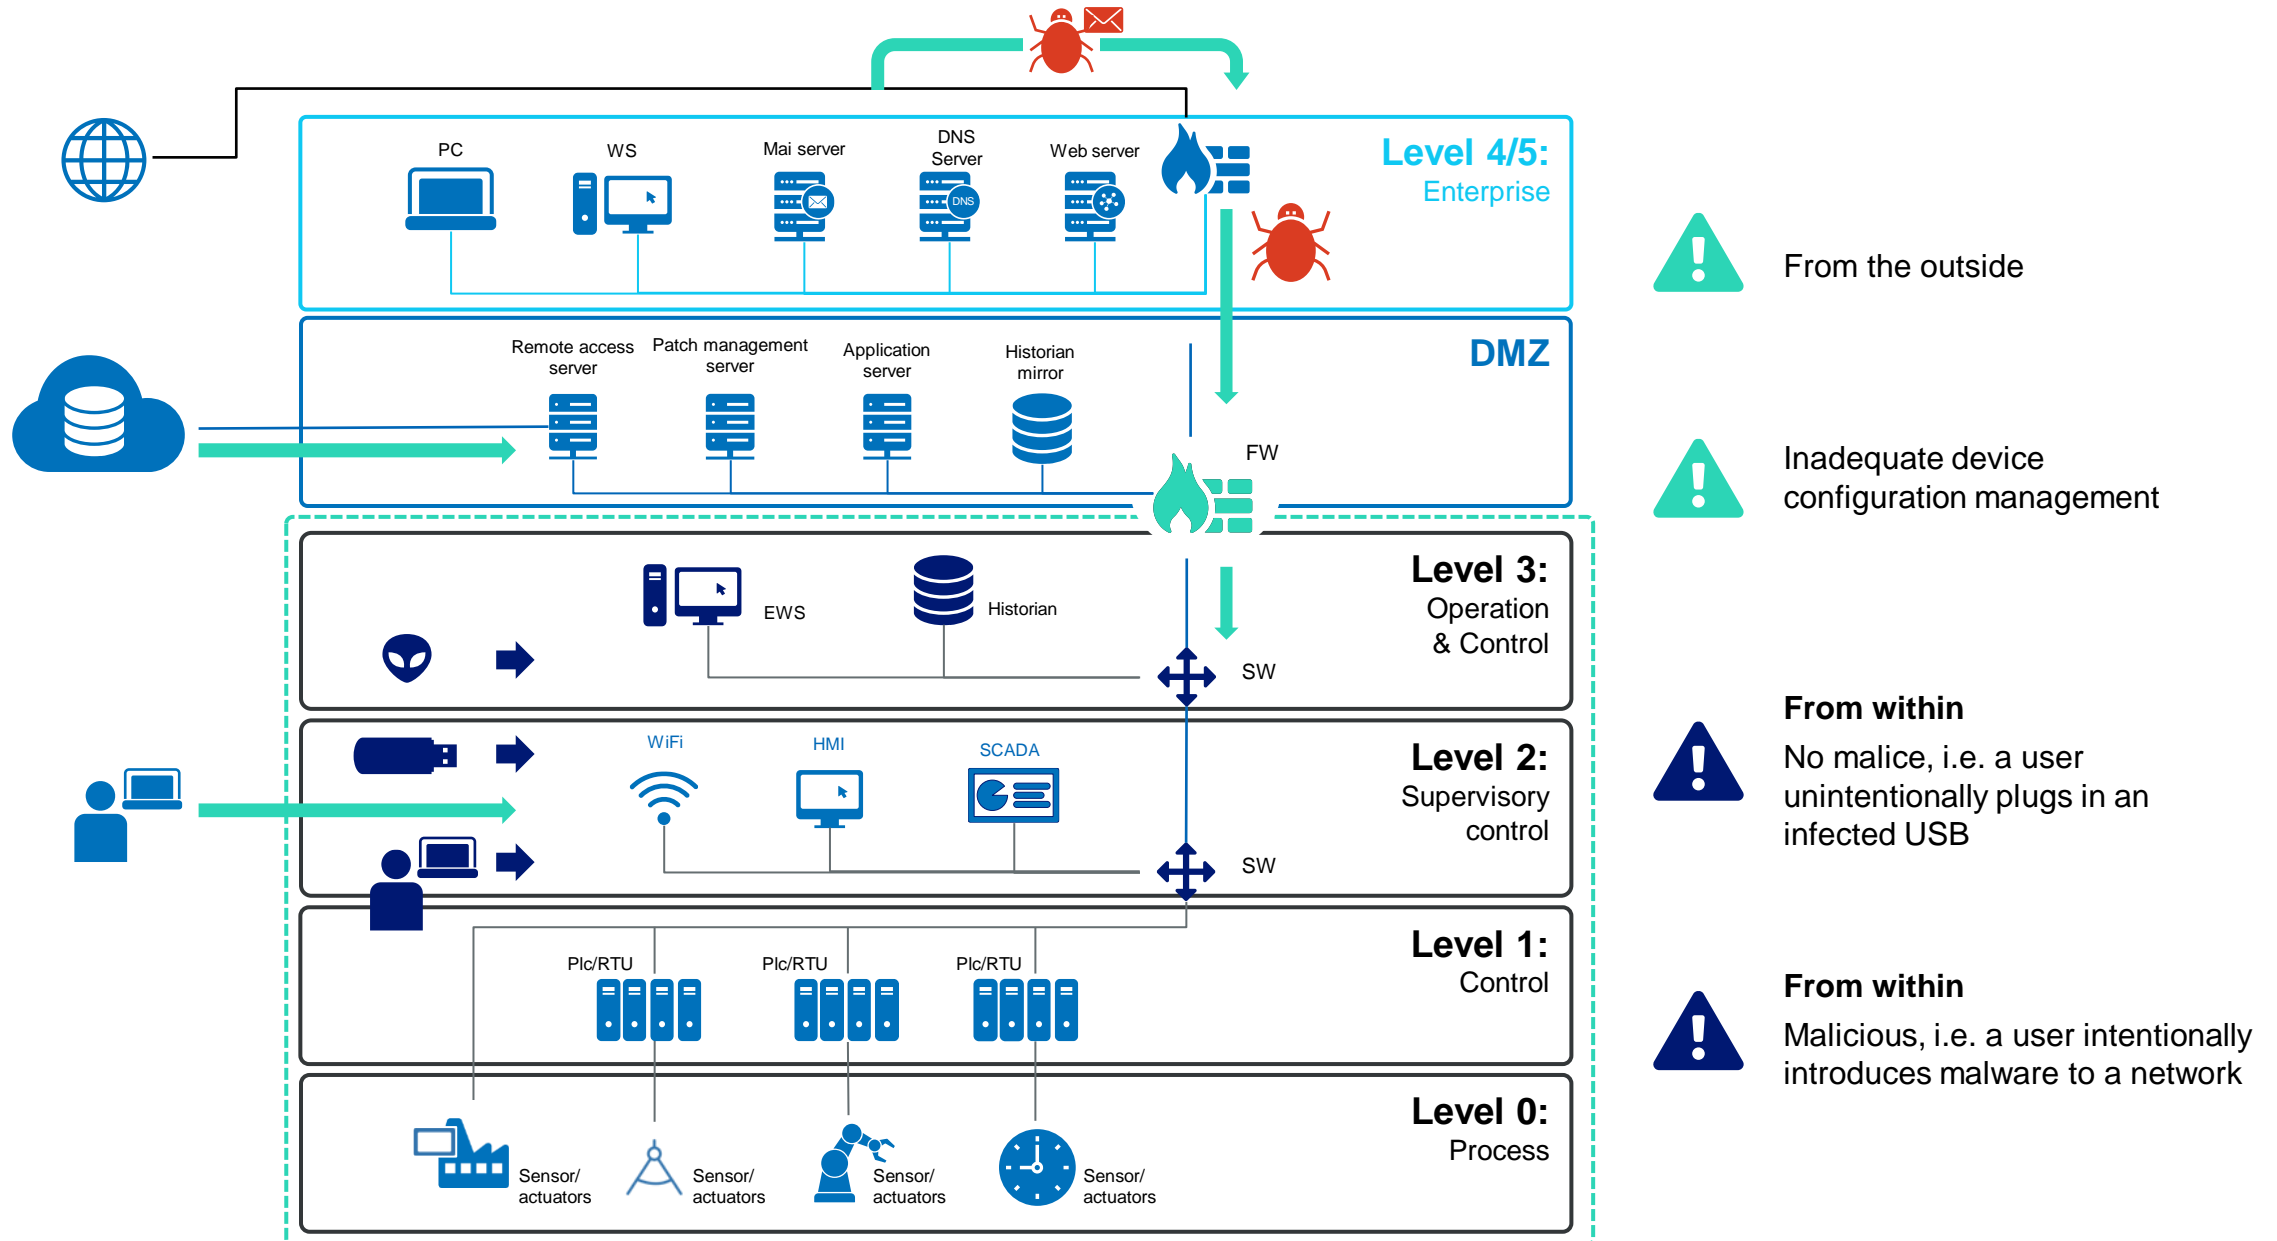 PC
WS
Mai server
DNS
Server
DNS
Web server
Level 4/5:
Enterprise
Remote access
server
Patch management
server
Application
server
Historian
mirror
DMZ
FW
EWS
Historian
SW
Level 3:
Operation
& Control
WiFi
HMI
SCADA
SW
Level 2:
Supervisory
control
Plc/RTU
Plc/RTU
Plc/RTU
Level 1:
Control
Sensor/
actuators
Sensor/
actuators
Sensor/
actuators
Sensor/
actuators
Level 0:
Process
From the outside
Inadequate device
configuration management
From within
No malice, i.e. a user
unintentionally plugs in an
infected USB
From within
Malicious, i.e. a user intentionally
introduces malware to a network